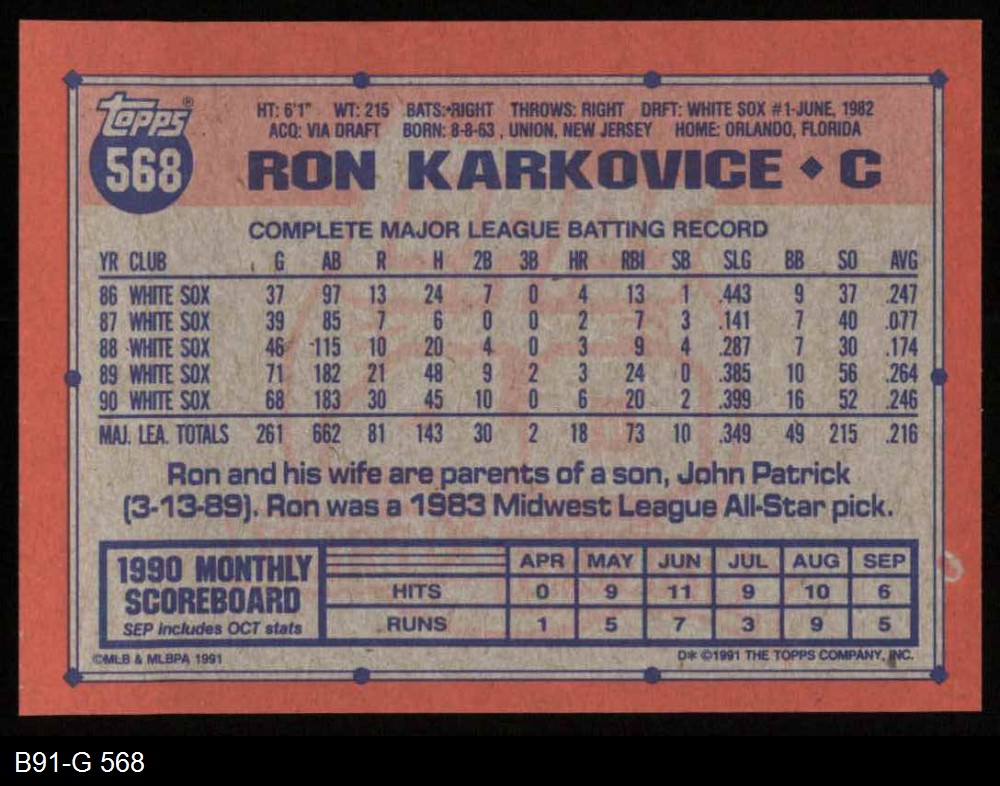 Topps®
568
HT: 6'1" WT: 215 BATS: RIGHT THROWS: RIGHT DRFT: WHITE SOX #1-JUNE, 1982
ACQ: VIA DRAFT BORN: 8-8-63, UNION, NEW JERSEY HOME: ORLANDO, FLORIDA
RON KARKOVICE ◆ C
COMPLETE MAJOR LEAGUE BATTING RECORD
YR CLUB G AB R H 2B 3B HR RBI SB SLG BB SO AVG
86 WHITE SOX 37 97 13 24 7 0 4 13 1 .443 9 37 .247
87 WHITE SOX 39 85 7 6 0 0 2 7 3 .141 7 40 .077
88 WHITE SOX 46 115 10 20 4 0 3 9 4 .287 7 30 .174
89 WHITE SOX 71 182 21 48 9 2 3 24 0 .385 10 56 .264
90 WHITE SOX 68 183 30 45 10 0 6 20 2 .399 16 52 .246
MAJ. LEA. TOTALS 261 662 81 143 30 2 18 73 10 .349 49 215 .216
Ron and his wife are parents of a son, John Patrick
(3-13-89). Ron was a 1983 Midwest League All-Star pick.
1990 MONTHLY
SCOREBOARD
SEP includes OCT stats
APR MAY JUN JUL AUG SEP
HITS 0 9 11 9 10 6
RUNS 1 5 7 3 9 5
©MLB & MLBPA 1991
D* ©1991 THE TOPPS COMPANY, INC.
B91-G 568